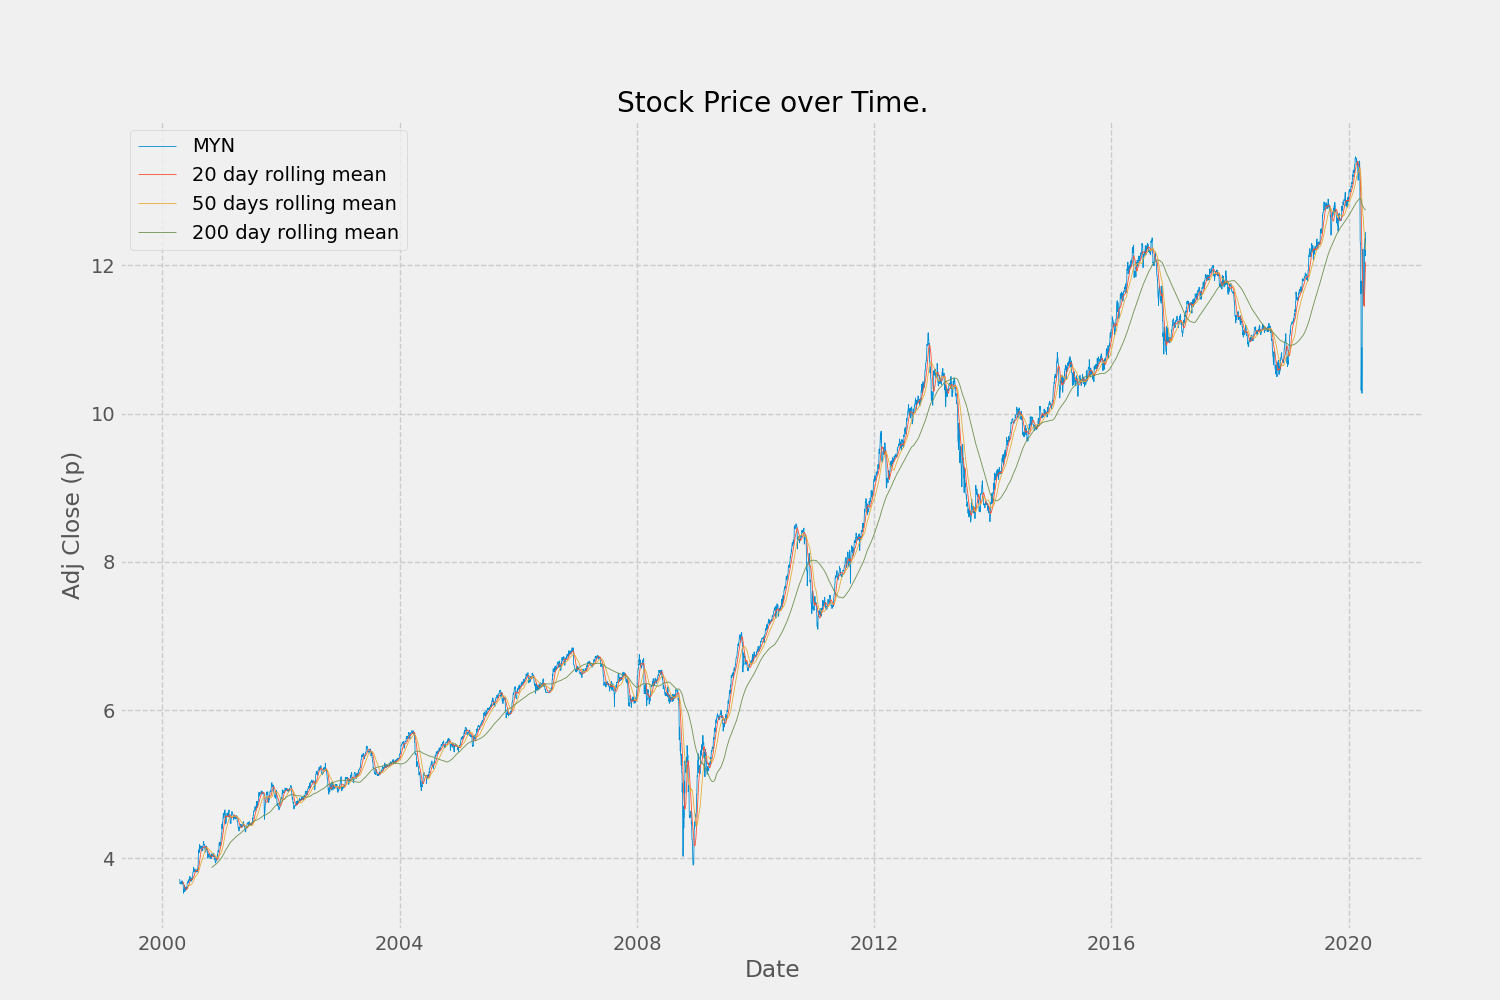 Stock Price over Time.
MYN
20 day rolling mean
50 days rolling mean
200 day rolling mean
Adj Close (p)
12
10
8
6
4
2000 2004 2008 2012 2016 2020
Date